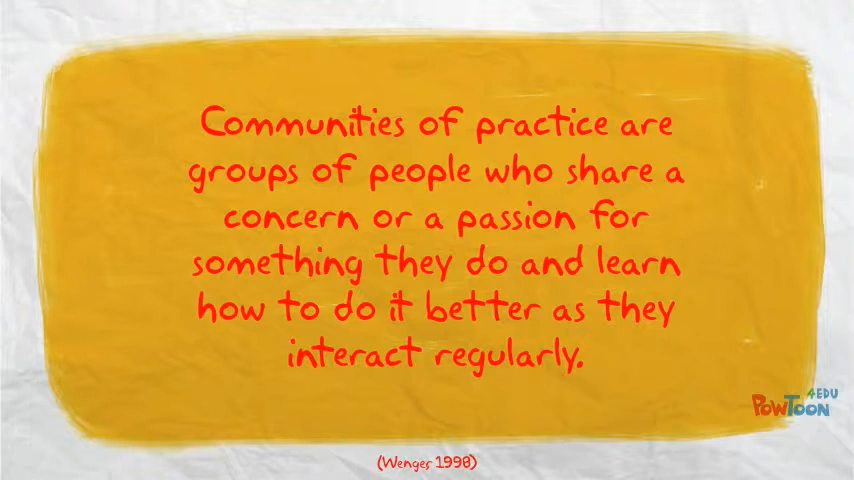 Communities of practice are
groups of people who share a
concern or a passion for
something they do and learn
how to do it better as they
interact regularly.
4EDU
PowToon
(Wenger 1998)